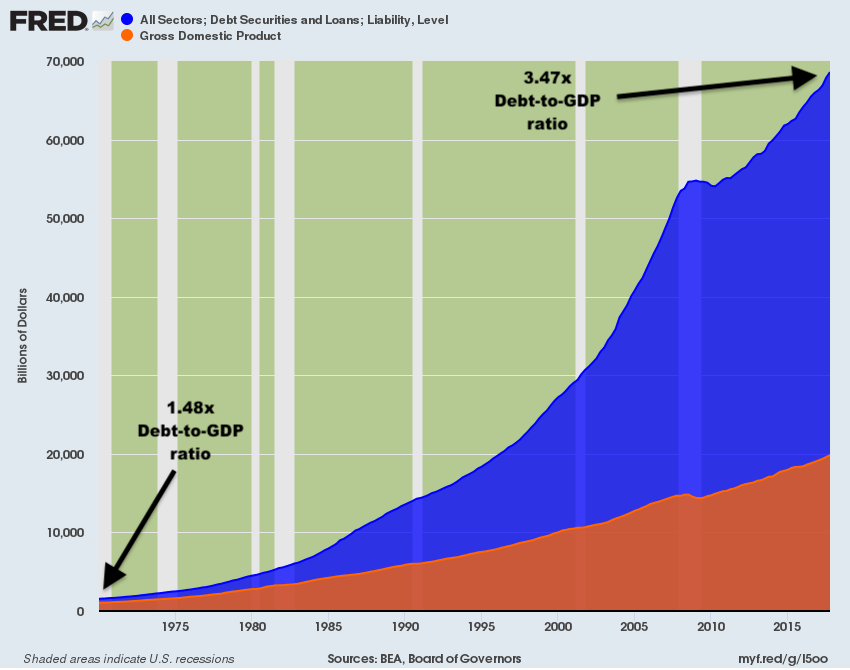 FRED
All Sectors; Debt Securities and Loans; Liability, Level
Gross Domestic Product
70,000
60,000
50,000
40,000
30,000
20,000
10,000
0
Billions of Dollars
3.47x
Debt-to-GDP
ratio
1.48x
Debt-to-GDP
ratio
1975
1980
1985
1990
1995
2000
2005
2010
2015
Shaded areas indicate U.S. recessions
Sources: BEA, Board of Governors
myf.red/g/l5oo